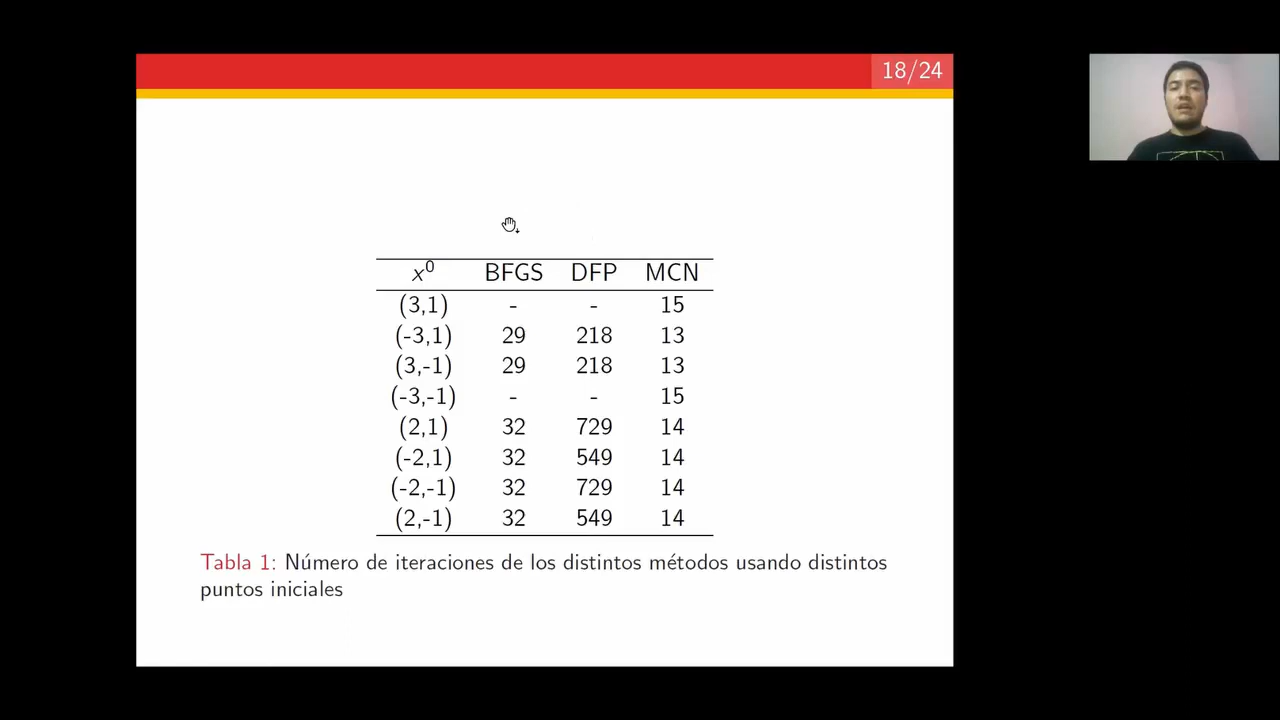 18/24
x⁰ BFGS DFP MCN
(3,1) - - 15
(-3,1) 29 218 13
(3,-1) 29 218 13
(-3,-1) - - 15
(2,1) 32 729 14
(-2,1) 32 549 14
(-2,-1) 32 729 14
(2,-1) 32 549 14
Tabla 1: Número de iteraciones de los distintos métodos usando distintos
puntos iniciales